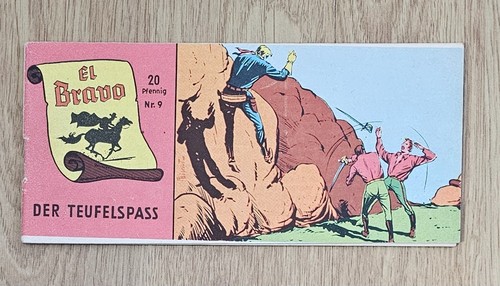 El
Bravo
20
Pfennig
Nr. 9
DER TEUFELSPASS